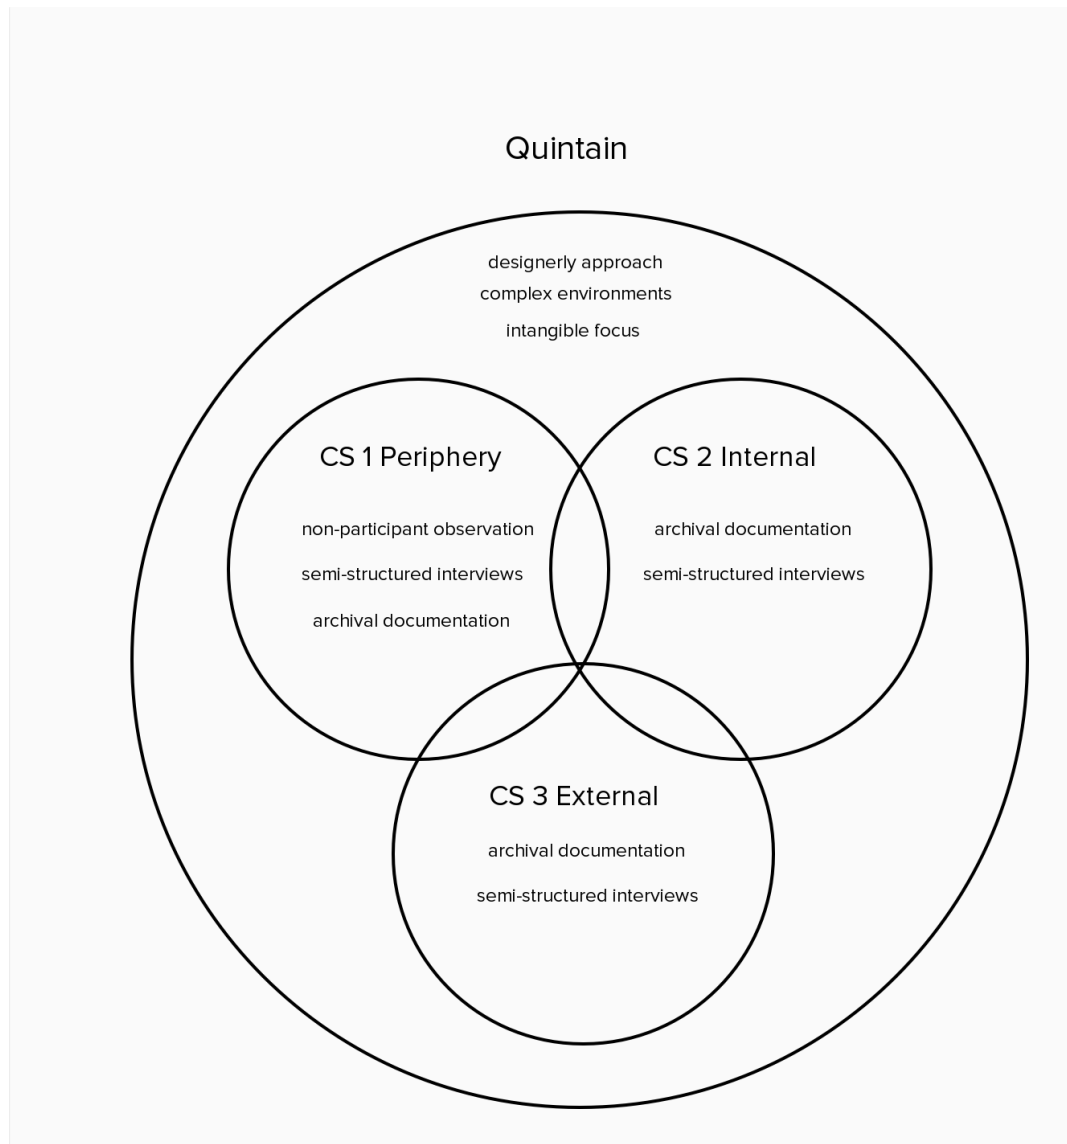 Quintain
designerly approach
complex environments
intangible focus
CS 1 Periphery
non-participant observation
semi-structured interviews
archival documentation
CS 2 Internal
archival documentation
semi-structured interviews
CS 3 External
archival documentation
semi-structured interviews